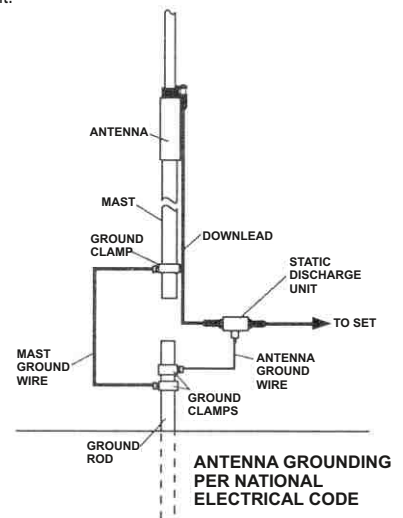 ANTENNA
MAST
GROUND
CLAMP
DOWNLEAD
STATIC
DISCHARGE
UNIT
TO SET
MAST
GROUND
WIRE
ANTENNA
GROUND
WIRE
GROUND
CLAMPS
GROUND
ROD
ANTENNA GROUNDING
PER NATIONAL
ELECTRICAL CODE